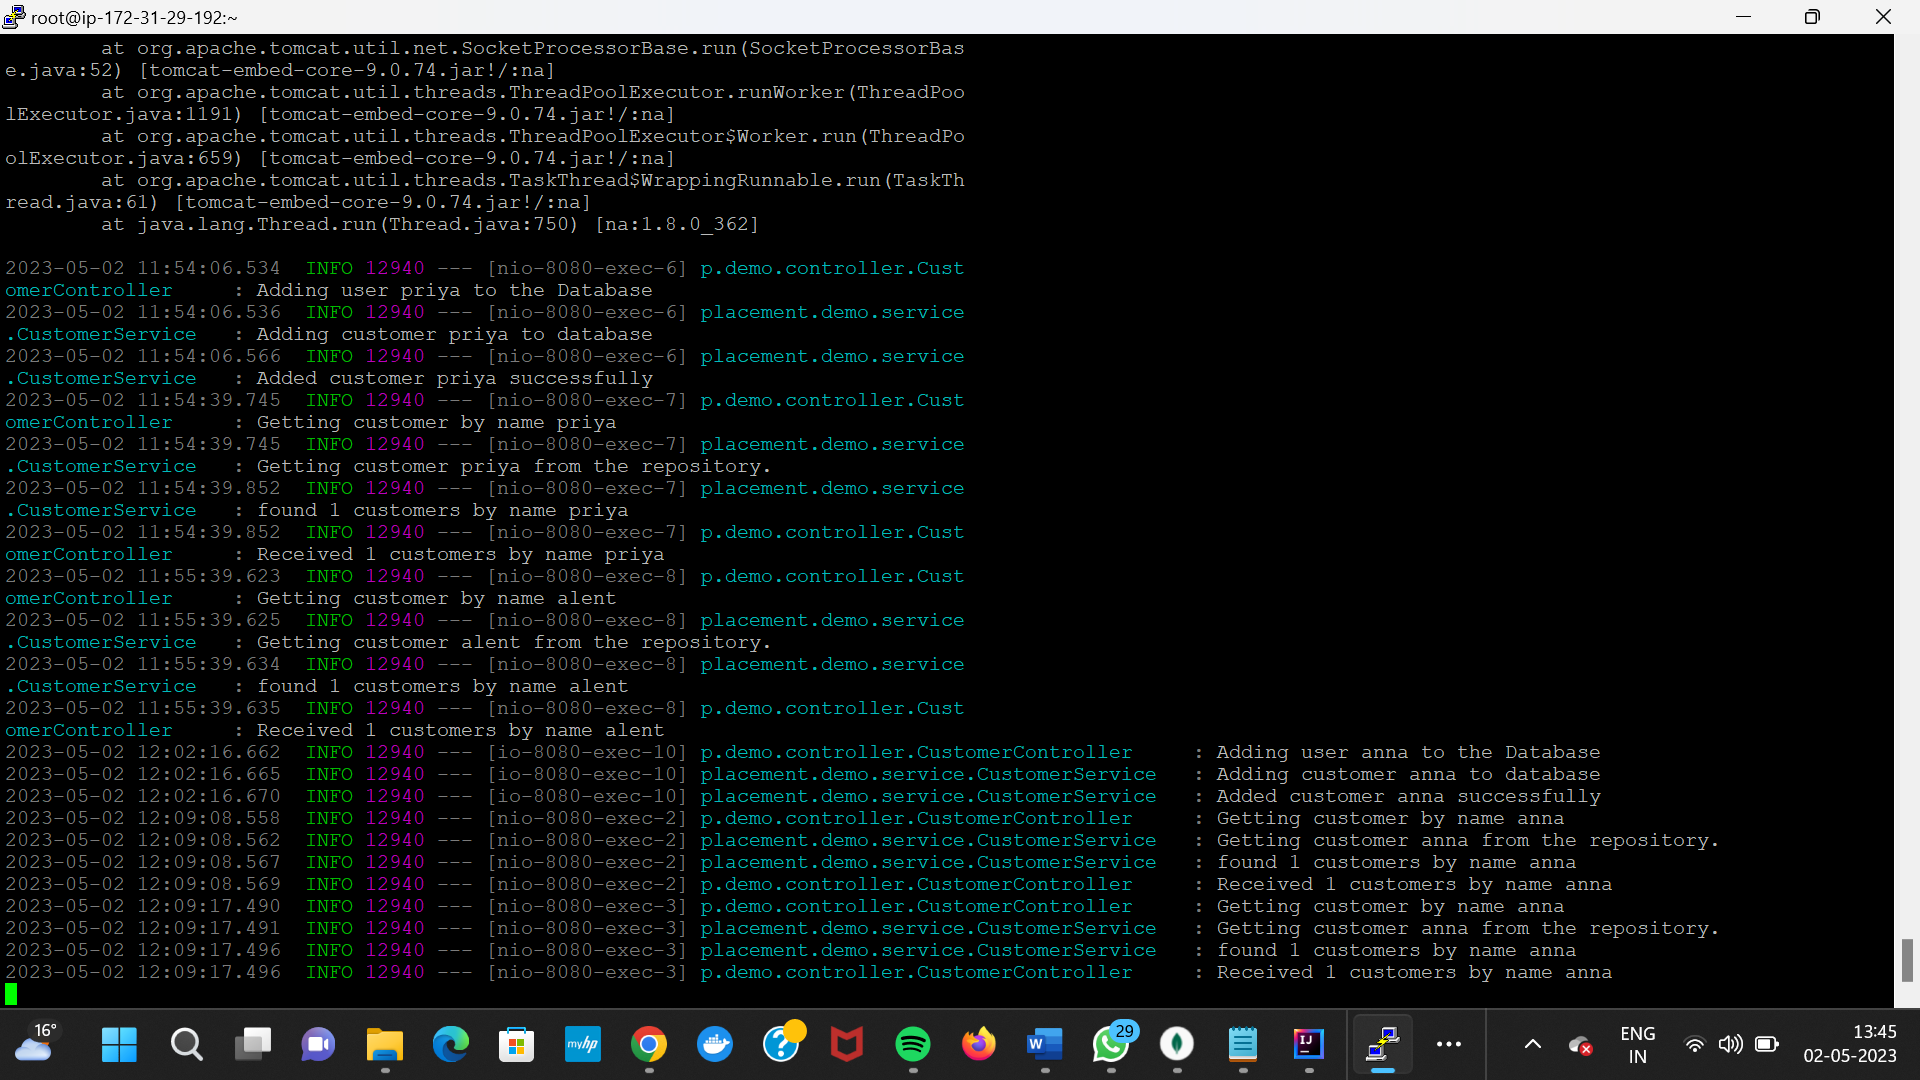 root@ip-172-31-29-192:~
at org.apache.tomcat.util.net.SocketProcessorBase.run(SocketProcessorBas
e.java:52) [tomcat-embed-core-9.0.74.jar!/:na]
at org.apache.tomcat.util.threads.ThreadPoolExecutor.runWorker(ThreadPoo
lExecutor.java:1191) [tomcat-embed-core-9.0.74.jar!/:na]
at org.apache.tomcat.util.threads.ThreadPoolExecutor$Worker.run(ThreadPo
olExecutor.java:659) [tomcat-embed-core-9.0.74.jar!/:na]
at org.apache.tomcat.util.threads.TaskThread$WrappingRunnable.run(TaskTh
read.java:61) [tomcat-embed-core-9.0.74.jar!/:na]
at java.lang.Thread.run(Thread.java:750) [na:1.8.0_362]
2023-05-02 11:54:06.534  INFO 12940 --- [nio-8080-exec-6] p.demo.controller.Cust
omerController     : Adding user priya to the Database
2023-05-02 11:54:06.536  INFO 12940 --- [nio-8080-exec-6] placement.demo.service
.CustomerService   : Adding customer priya to database
2023-05-02 11:54:06.566  INFO 12940 --- [nio-8080-exec-6] placement.demo.service
.CustomerService   : Added customer priya successfully
2023-05-02 11:54:39.745  INFO 12940 --- [nio-8080-exec-7] p.demo.controller.Cust
omerController     : Getting customer by name priya
2023-05-02 11:54:39.745  INFO 12940 --- [nio-8080-exec-7] placement.demo.service
.CustomerService   : Getting customer priya from the repository.
2023-05-02 11:54:39.852  INFO 12940 --- [nio-8080-exec-7] placement.demo.service
.CustomerService   : found 1 customers by name priya
2023-05-02 11:54:39.852  INFO 12940 --- [nio-8080-exec-7] p.demo.controller.Cust
omerController     : Received 1 customers by name priya
2023-05-02 11:55:39.623  INFO 12940 --- [nio-8080-exec-8] p.demo.controller.Cust
omerController     : Getting customer by name alent
2023-05-02 11:55:39.625  INFO 12940 --- [nio-8080-exec-8] placement.demo.service
.CustomerService   : Getting customer alent from the repository.
2023-05-02 11:55:39.634  INFO 12940 --- [nio-8080-exec-8] placement.demo.service
.CustomerService   : found 1 customers by name alent
2023-05-02 11:55:39.635  INFO 12940 --- [nio-8080-exec-8] p.demo.controller.Cust
omerController     : Received 1 customers by name alent
2023-05-02 12:02:16.662  INFO 12940 --- [io-8080-exec-10] p.demo.controller.CustomerController     : Adding user anna to the Database
2023-05-02 12:02:16.665  INFO 12940 --- [io-8080-exec-10] placement.demo.service.CustomerService   : Adding customer anna to database
2023-05-02 12:02:16.670  INFO 12940 --- [io-8080-exec-10] placement.demo.service.CustomerService   : Added customer anna successfully
2023-05-02 12:09:08.558  INFO 12940 --- [nio-8080-exec-2] p.demo.controller.CustomerController     : Getting customer by name anna
2023-05-02 12:09:08.562  INFO 12940 --- [nio-8080-exec-2] placement.demo.service.CustomerService   : Getting customer anna from the repository.
2023-05-02 12:09:08.567  INFO 12940 --- [nio-8080-exec-2] placement.demo.service.CustomerService   : found 1 customers by name anna
2023-05-02 12:09:08.569  INFO 12940 --- [nio-8080-exec-2] p.demo.controller.CustomerController     : Received 1 customers by name anna
2023-05-02 12:09:17.490  INFO 12940 --- [nio-8080-exec-3] p.demo.controller.CustomerController     : Getting customer by name anna
2023-05-02 12:09:17.491  INFO 12940 --- [nio-8080-exec-3] placement.demo.service.CustomerService   : Getting customer anna from the repository.
2023-05-02 12:09:17.496  INFO 12940 --- [nio-8080-exec-3] placement.demo.service.CustomerService   : found 1 customers by name anna
2023-05-02 12:09:17.496  INFO 12940 --- [nio-8080-exec-3] p.demo.controller.CustomerController     : Received 1 customers by name anna
16°
myhp
?
W
29
IJ
ENG
IN
13:45
02-05-2023